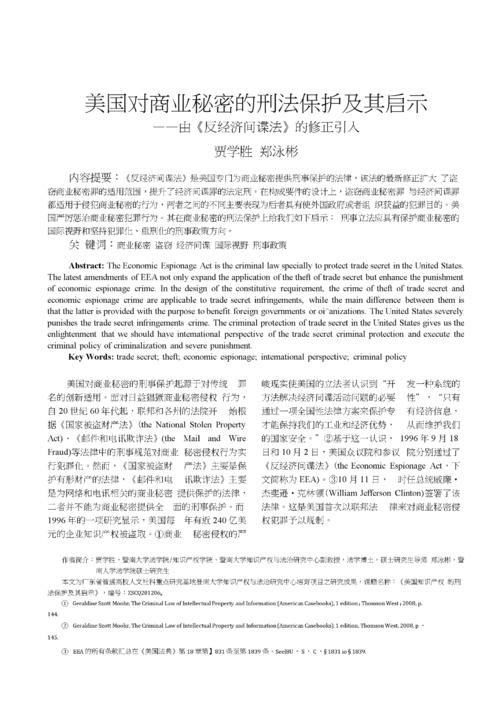 美国对商业秘密的刑法保护及其启示
——由《反经济间谍法》的修正引入
贾学胜 郑泳彬
内容提要：《反经济间谍法》是美国专门为商业秘密提供刑事保护的法律，该法的最新修正扩大 了盗
窃商业秘密罪的适用范围，提升了经济间谍罪的法定刑。在构成要件的设计上，盗窃商业秘密罪 与经济间谍罪
都适用于侵犯商业秘密的行为，两者之间的不同主要表现为后者具有使外国政府或者组 织获益的犯罪目的。美
国严厉惩治商业秘密犯罪行为。其在商业秘密的刑法保护上给我们如下启示： 刑事立法应具有保护商业秘密的
国际视野和坚持犯罪化、重刑化的刑事政策方向。
关 键词：商业秘密 盗窃 经济间谍 国际视野 刑事政策
Abstract: The Economic Espionage Act is the criminal law specially to protect trade secret in the United States.
The latest amendments of EEA not only expand the application of the theft of trade secret but enhance the punishment
of economic espionage crime. In the design of the constitutive requirement, the crime of theft of trade secret and
economic espionage crime are applicable to trade secret infringements, while the main difference between them is
that the latter is provided with the purpose to benefit foreign governments or oi^anizations. The United States severely
punishes the trade secret infringements crime. The criminal protection of trade secret in the United States gives us the
enlightenment that we should have international perspective of the trade secret criminal protection and execute the
criminal policy of criminalization and severe punishment.
Key Words: trade secret; theft; economic espionage; international perspective; criminal policy
美国对商业秘密的刑事保护起源于对传统 罪
名的创新适用。面对日益猖獗商业秘密侵权 行为，
自 20 世纪 60 年代起，联邦和各州的法院开 始根
据《国家被盗财产法》(the National Stolen Property
Act)、《邮件和电讯欺诈法》(the Mail and Wire
Fraud)等法律中的刑事规范对商业 秘密侵权行为实
行犯罪化。然而，《国家被盗财 产法》主要是保
护有形财产的法律，《邮件和电 讯欺诈法》主要
是为网络和电讯相关的商业秘密 提供保护的法律，
二者并不能为商业秘密提供全 面的刑事保护。而
1996 年的一项研究显示，美国每 年有近 240 亿美
元的企业知识产权被盗取。①商业 秘密侵权的严
峻现实使美国的立法者认识到“开 发一种系统的
方法解决经济间谍活动问题的必要 性”，“只有
通过一项全国性法律方案来保护专 有经济信息，
才能保持我们的工业和经济优势， 从而维护我们
的国家安全。”②基于这一认识， 1996 年 9 月 18
日和 10 月 2 日，美国众议院和参议 院分别通过了
《反经济间谍法》(the Economic Espionage Act，下
文简称为 EEA)。③10 月 11 日， 时任总统威廉·
杰斐逊·克林顿(William Jefferson Clinton)签署了该
法律。这是美国首次以联邦法 律来对商业秘密侵
权犯罪予以规制。
作者简介：贾学胜，暨南大学法学院/知识产权学院、暨南大学知识产权与法治研究中心副教授，法学博士，硕士研究生导师 郑泳彬，暨
南大学法学院硕士研究生
本文为广东省普通高校人文社科重点研究基地暨南大学知识产权与法治研究中心培育项目之研究成果，课题名称：《美国知识产权 的刑
法保护及其启示》，编号：ZSCQ201206。
① Geraldine Szott Moohr, The Criminal Law of Intellectual Property and Information (American Casebooks), 1 edition; Thomson West; 2008, p.
144.
② Geraldine Szott Moohr, The Criminal Law of Intellectual Property and Information (American Casebooks), 1 edition, Thomson West, 2008, p .
145.
③ EEA 的所有条款汇总在《美国法典》第 18 章第】831 条至第 1839 条。See18U . S . C . § 1831 to § 1839.